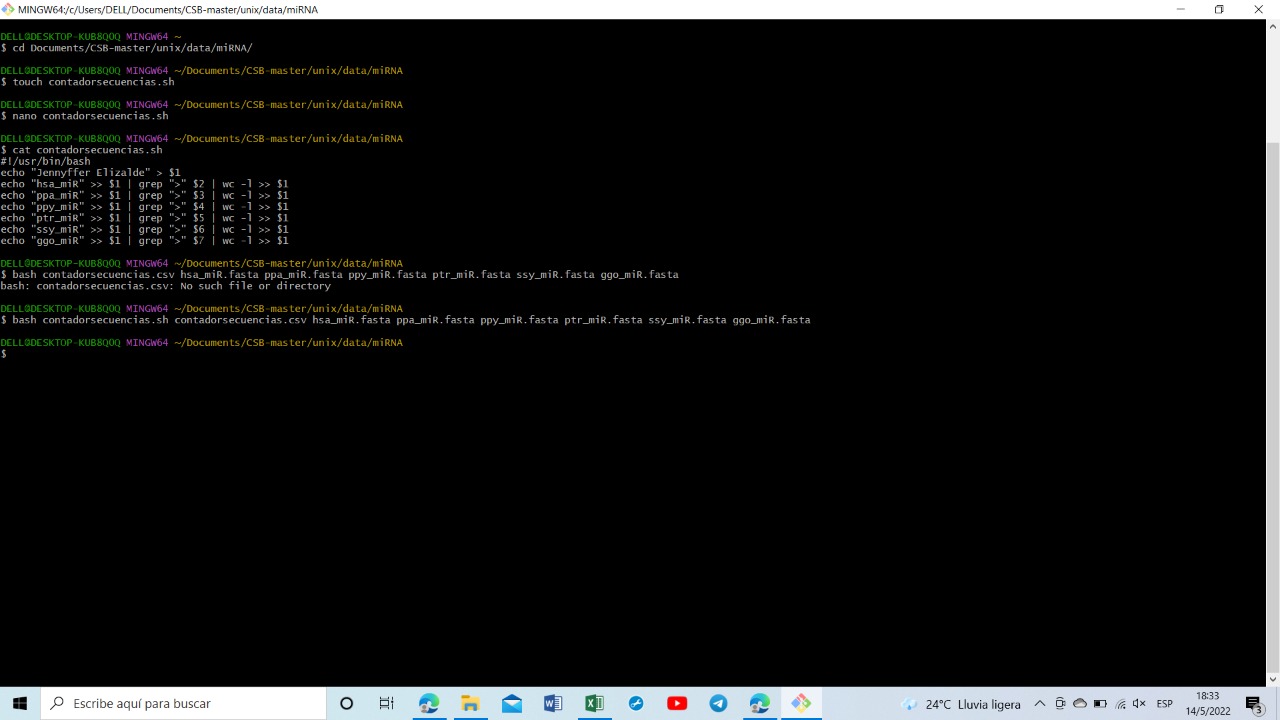 MINGW64:/c/Users/DELL/Documents/CSB-master/unix/data/miRNA
DELL@DESKTOP-KUB8Q0Q MINGW64 ~
$ cd Documents/CSB-master/unix/data/miRNA/
DELL@DESKTOP-KUB8Q0Q MINGW64 ~/Documents/CSB-master/unix/data/miRNA
$ touch contadorsecuencias.sh
DELL@DESKTOP-KUB8Q0Q MINGW64 ~/Documents/CSB-master/unix/data/miRNA
$ nano contadorsecuencias.sh
DELL@DESKTOP-KUB8Q0Q MINGW64 ~/Documents/CSB-master/unix/data/miRNA
$ cat contadorsecuencias.sh
#!/usr/bin/bash
echo "Jennyffer Elizalde" > $1
echo "hsa_miR" >> $1 | grep ">" $2 | wc -l >> $1
echo "ppa_miR" >> $1 | grep ">" $3 | wc -l >> $1
echo "ppy_miR" >> $1 | grep ">" $4 | wc -l >> $1
echo "ptr_miR" >> $1 | grep ">" $5 | wc -l >> $1
echo "ssy_miR" >> $1 | grep ">" $6 | wc -l >> $1
echo "ggo_miR" >> $1 | grep ">" $7 | wc -l >> $1
DELL@DESKTOP-KUB8Q0Q MINGW64 ~/Documents/CSB-master/unix/data/miRNA
$ bash contadorsecuencias.csv hsa_miR.fasta ppa_miR.fasta ppy_miR.fasta ptr_miR.fasta ssy_miR.fasta ggo_miR.fasta
bash: contadorsecuencias.csv: No such file or directory
DELL@DESKTOP-KUB8Q0Q MINGW64 ~/Documents/CSB-master/unix/data/miRNA
$ bash contadorsecuencias.sh contadorsecuencias.csv hsa_miR.fasta ppa_miR.fasta ppy_miR.fasta ptr_miR.fasta ssy_miR.fasta ggo_miR.fasta
DELL@DESKTOP-KUB8Q0Q MINGW64 ~/Documents/CSB-master/unix/data/miRNA
$
Escribe aquí para buscar
24°C Lluvia ligera
ESP
18:33
14/5/2022
3